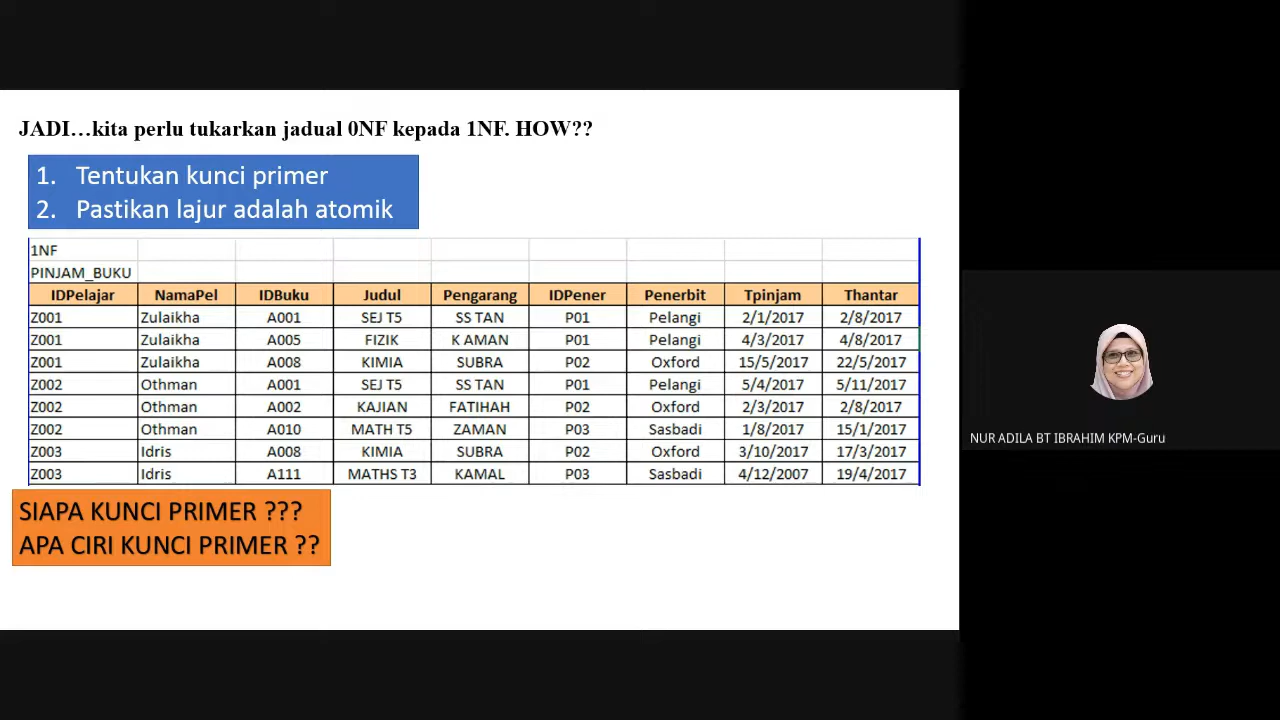 JADI...kita perlu tukarkan jadual 0NF kepada 1NF. HOW??
1. Tentukan kunci primer
2. Pastikan lajur adalah atomik
1NF
PINJAM_BUKU
IDPelajar NamaPel IDBuku Judul Pengarang IDPener Penerbit Tpinjam Thantar
Z001 Zulaikha A001 SEJ T5 SS TAN P01 Pelangi 2/1/2017 2/8/2017
Z001 Zulaikha A005 FIZIK K AMAN P01 Pelangi 4/3/2017 4/8/2017
Z001 Zulaikha A008 KIMIA SUBRA P02 Oxford 15/5/2017 22/5/2017
Z002 Othman A001 SEJ T5 SS TAN P01 Pelangi 5/4/2017 5/11/2017
Z002 Othman A002 KAJIAN FATIHAH P02 Oxford 2/3/2017 2/8/2017
Z002 Othman A010 MATH T5 ZAMAN P03 Sasbadi 1/8/2017 15/1/2017
Z003 Idris A008 KIMIA SUBRA P02 Oxford 3/10/2017 17/3/2017
Z003 Idris A111 MATHS T3 KAMAL P03 Sasbadi 4/12/2007 19/4/2017
SIAPA KUNCI PRIMER ???
APA CIRI KUNCI PRIMER ??
NUR ADILA BT IBRAHIM KPM-Guru